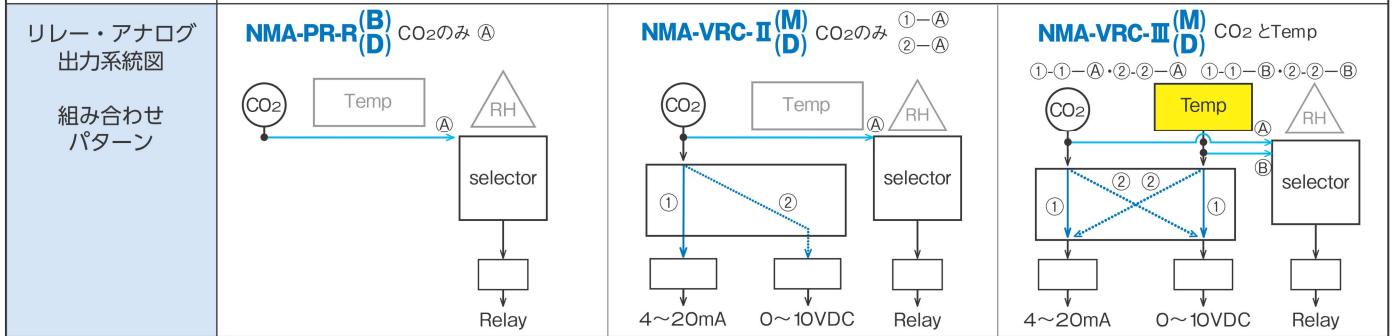 リレー・アナログ
出力系統図
組み合わせ
パターン
NMA-PR-R(B)(D) CO2のみ Ⓐ
CO2
Temp
RH
Ⓐ
selector
Relay
NMA-VRC-Ⅱ(M)(D) CO2のみ ①-Ⓐ
②-Ⓐ
CO2
Temp
RH
Ⓐ
selector
①
②
4〜20mA
0〜10VDC
Relay
NMA-VRC-Ⅲ(M)(D) CO2とTemp
①-1-Ⓐ・②-2-Ⓐ ①-1-Ⓑ・②-2-Ⓑ
CO2
Temp
RH
Ⓐ
Ⓑ
selector
① ② ② ①
4〜20mA
0〜10VDC
Relay